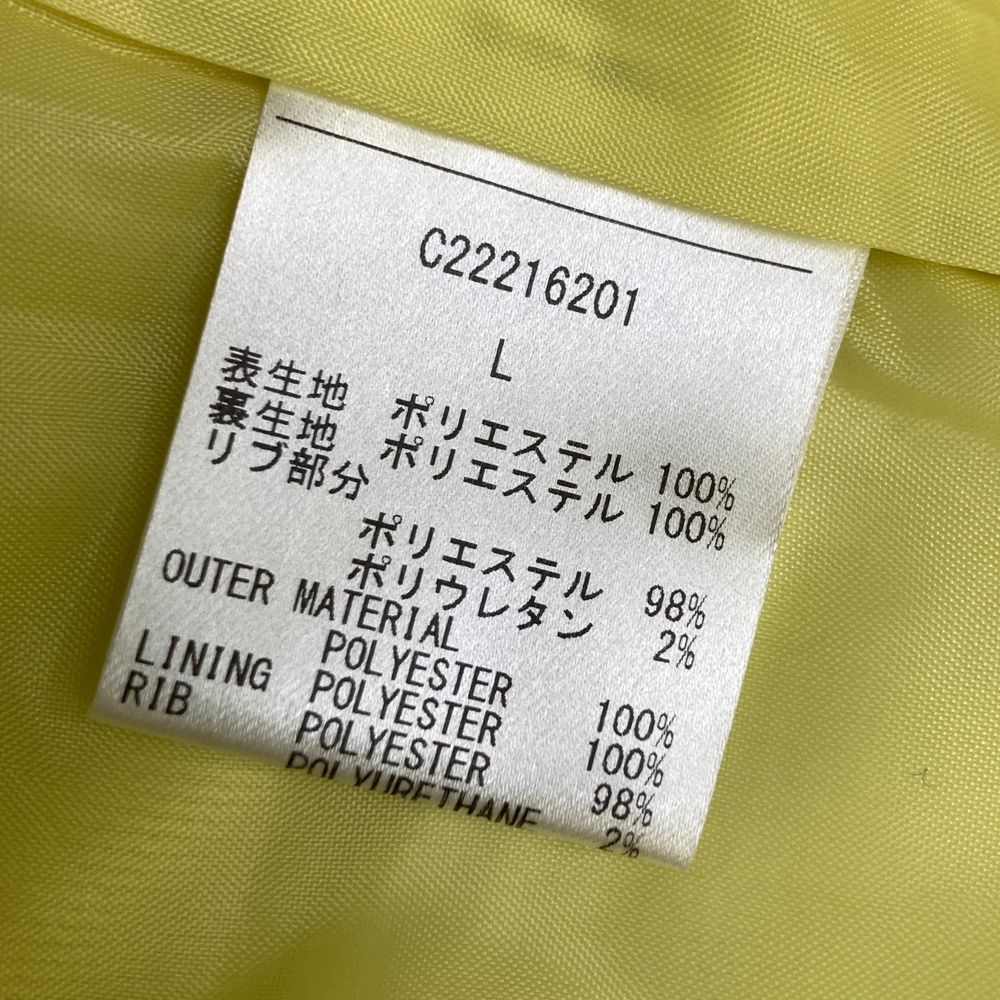 C22216201
L
表生地 ポリエステル 100%
裏生地 ポリエステル 100%
リブ部分
ポリエステル 98%
ポリウレタン 2%
OUTER MATERIAL
POLYESTER 100%
LINING POLYESTER 100%
RIB POLYESTER 98%
POLYURETHANE 2%